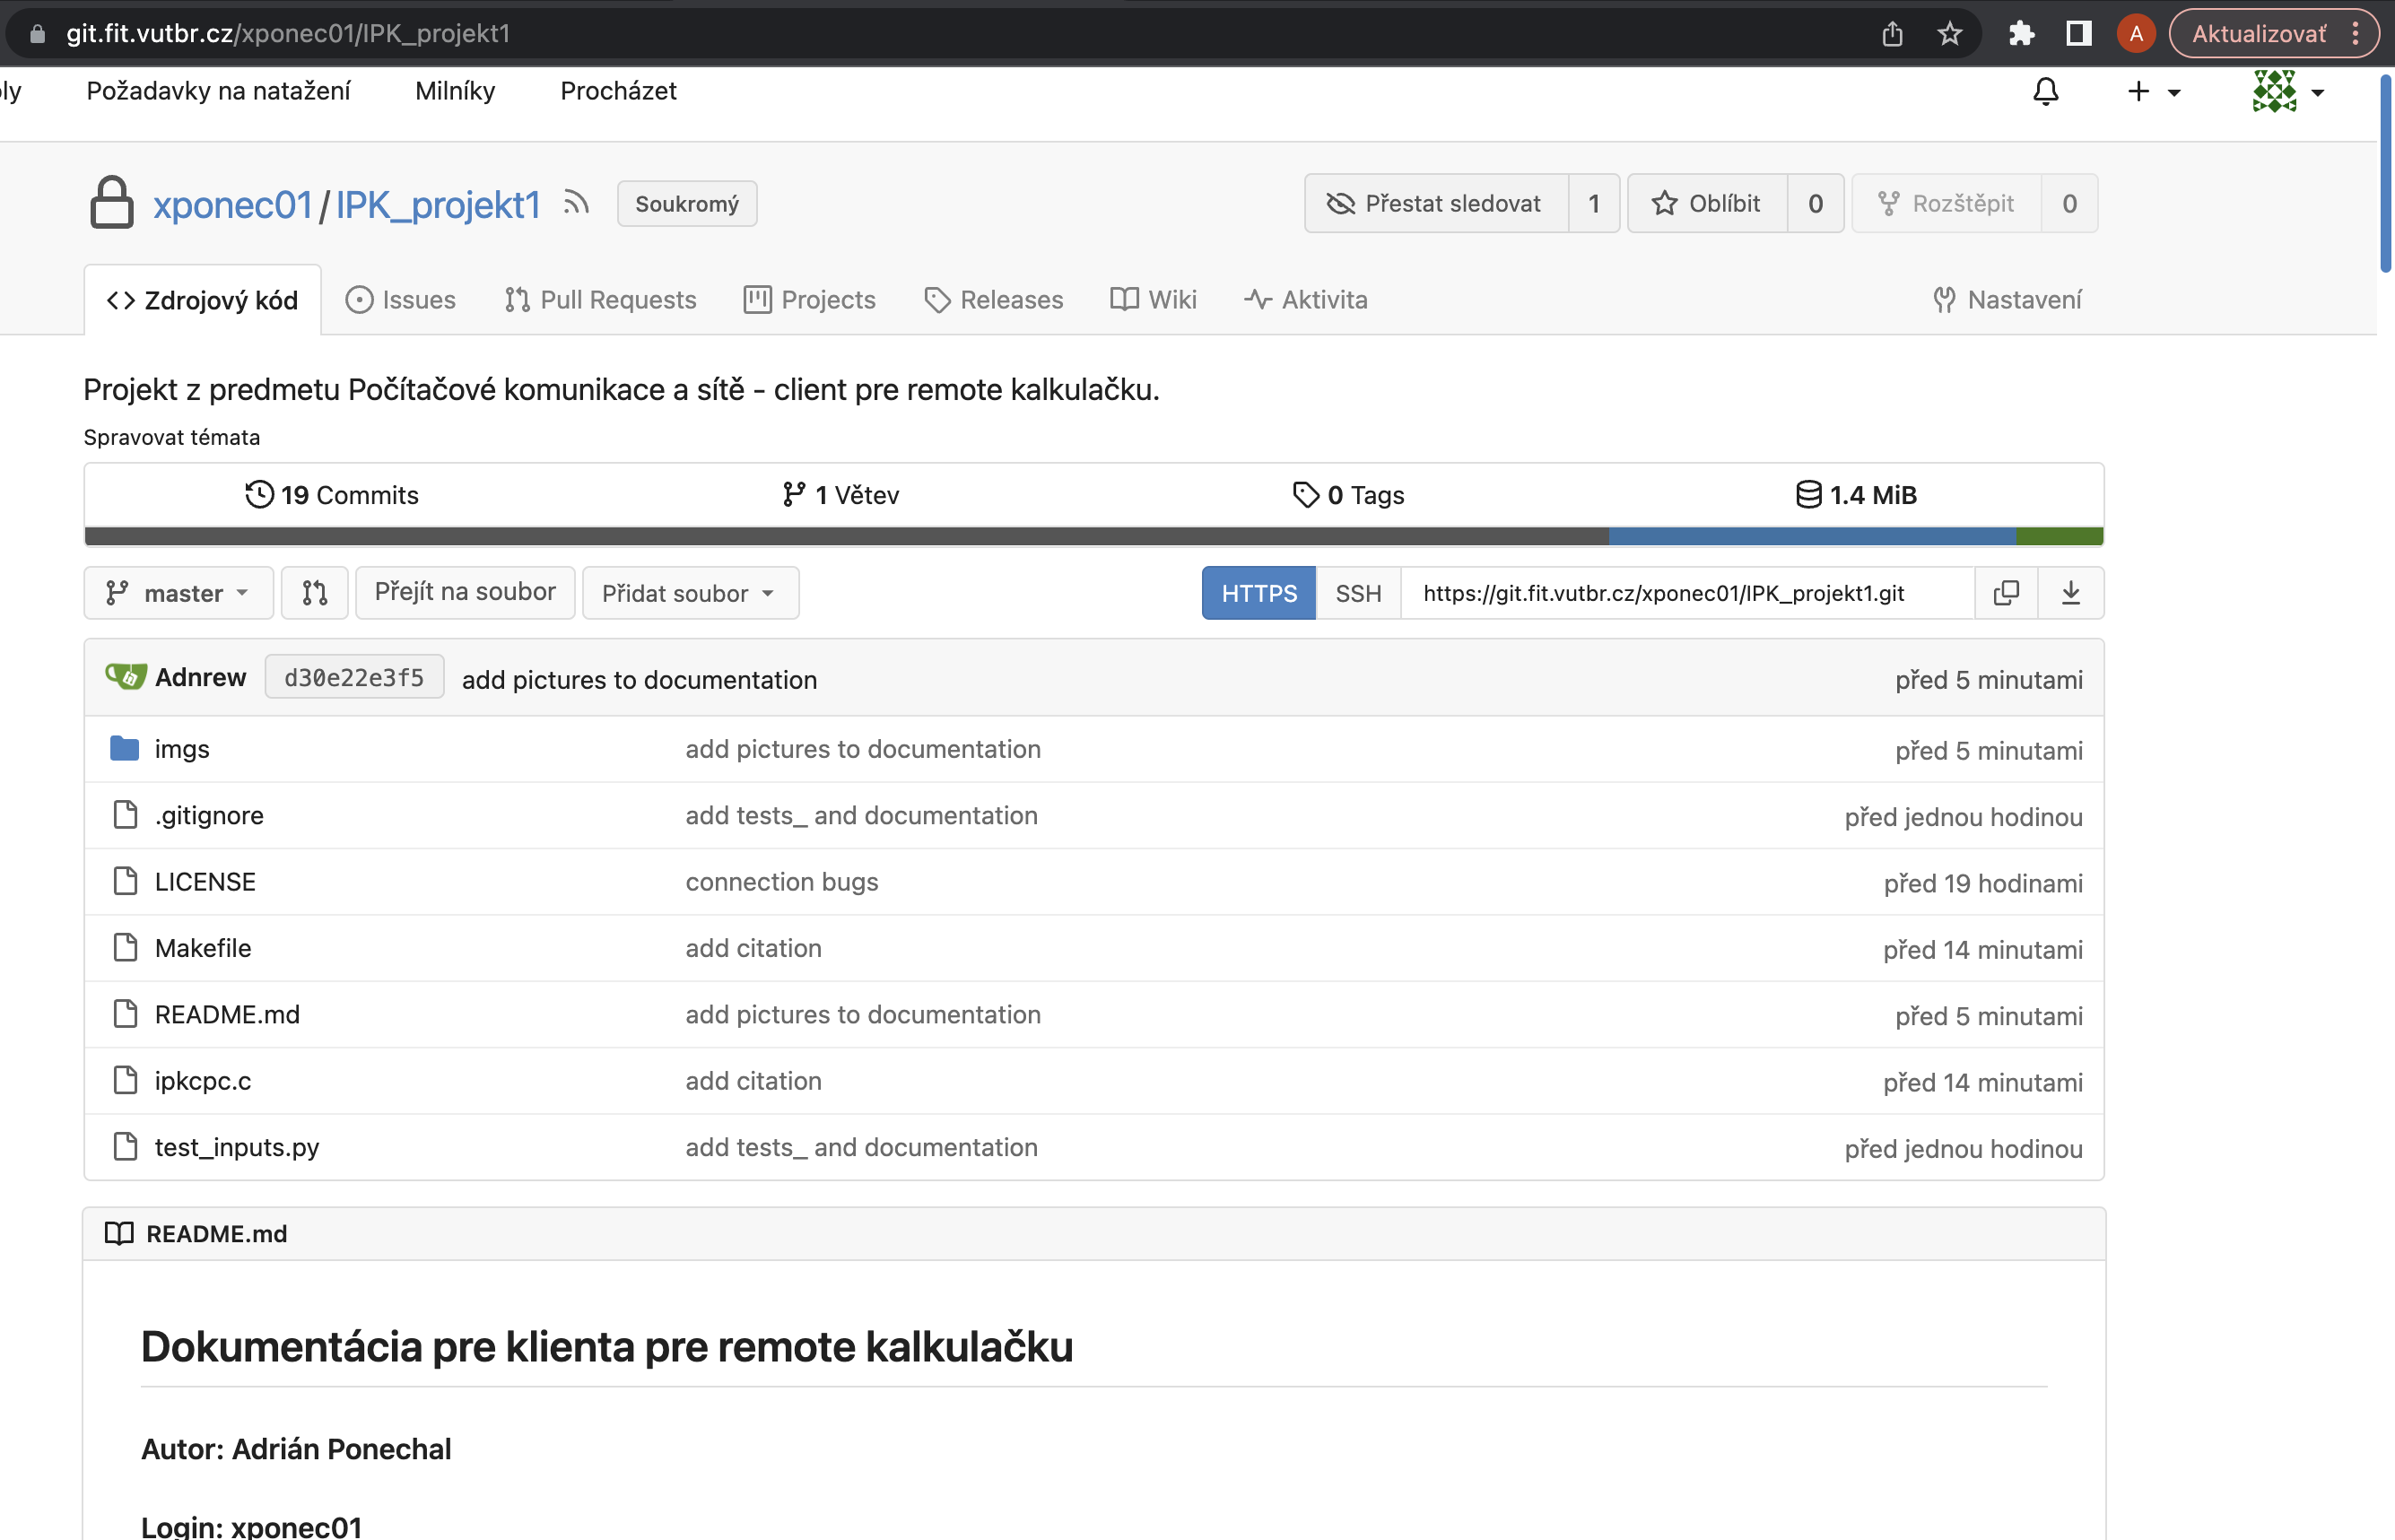 git.fit.vutbr.cz/xponec01/IPK_projekt1
A
Aktualizovať
Požadavky na natažení
Milníky
Procházet
xponec01/IPK_projekt1
Soukromý
Přestat sledovat 1
Oblíbit 0
Rozštěpit 0
Zdrojový kód
Issues
Pull Requests
Projects
Releases
Wiki
Aktivita
Nastavení
Projekt z predmetu Počítačové komunikace a sítě - client pre remote kalkulačku.
Spravovat témata
19 Commits
1 Větev
0 Tags
1.4 MiB
master
Přejít na soubor
Přidat soubor
HTTPS
SSH
https://git.fit.vutbr.cz/xponec01/IPK_projekt1.git
Adnrew d30e22e3f5 add pictures to documentation před 5 minutami
imgs add pictures to documentation před 5 minutami
.gitignore add tests_ and documentation před jednou hodinou
LICENSE connection bugs před 19 hodinami
Makefile add citation před 14 minutami
README.md add pictures to documentation před 5 minutami
ipkcpc.c add citation před 14 minutami
test_inputs.py add tests_ and documentation před jednou hodinou
README.md
Dokumentácia pre klienta pre remote kalkulačku
Autor: Adrián Ponechal
Login: xponec01